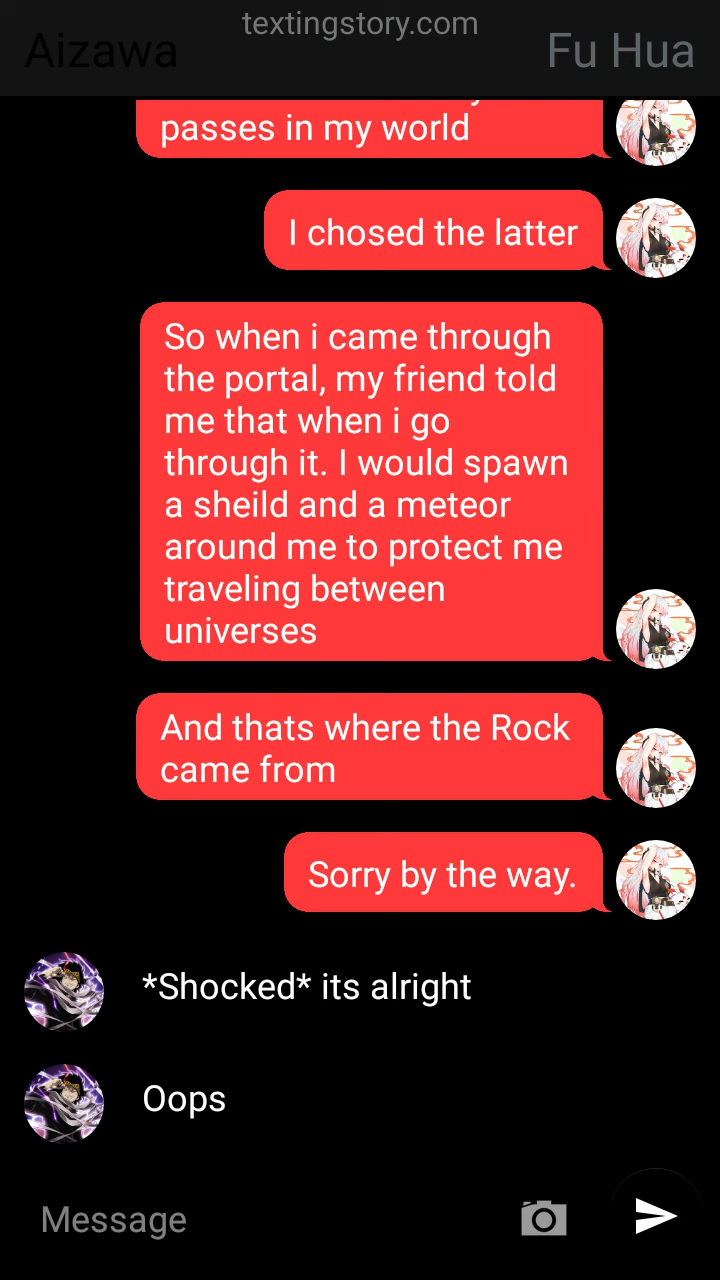 textingstory.com
Aizawa
Fu Hua
passes in my world
I chosed the latter
So when i came through
the portal, my friend told
me that when i go
through it. I would spawn
a sheild and a meteor
around me to protect me
traveling between
universes
And thats where the Rock
came from
Sorry by the way.
*Shocked* its alright
Oops
Message